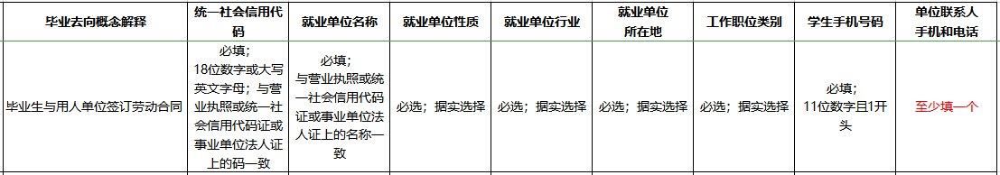 毕业去向概念解释
统一社会信用代
码
就业单位名称
就业单位性质
就业单位行业
就业单位
所在地
工作职位类别
学生手机号码
单位联系人
手机和电话
毕业生与用人单位签订劳动合同
必填；
18位数字或大写
英文字母；与营
业执照或统一社
会信用代码证或
事业单位法人证
上的码一致
必填；
与营业执照或统
一社会信用代码
证或事业单位法
人证上的名称一
致
必选；据实选择
必选；据实选择
必选；据实选择
必选；据实选择
必填；
11位数字且1开
头
至少填一个